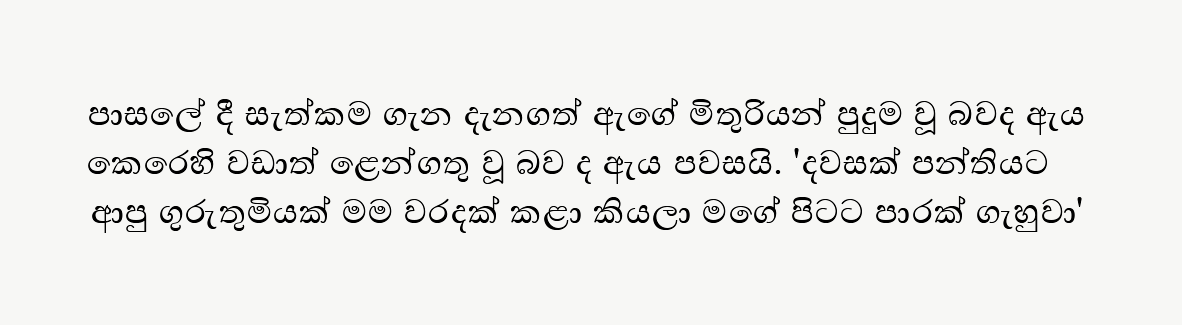 පාසලේ දී සැත්කම ගැන දැනගත් ඇගේ මිතුරියන් පුදුම වූ බවද ඇය
කෙරෙහි වඩාත් ළෙන්ගතු වූ බව ද ඇය පවසයි. 'දවසක් පන්තියට
ආපු ගුරුතුමියක් මම වරදක් කළා කියලා මගේ පිටට පාරක් ගැහුවා'